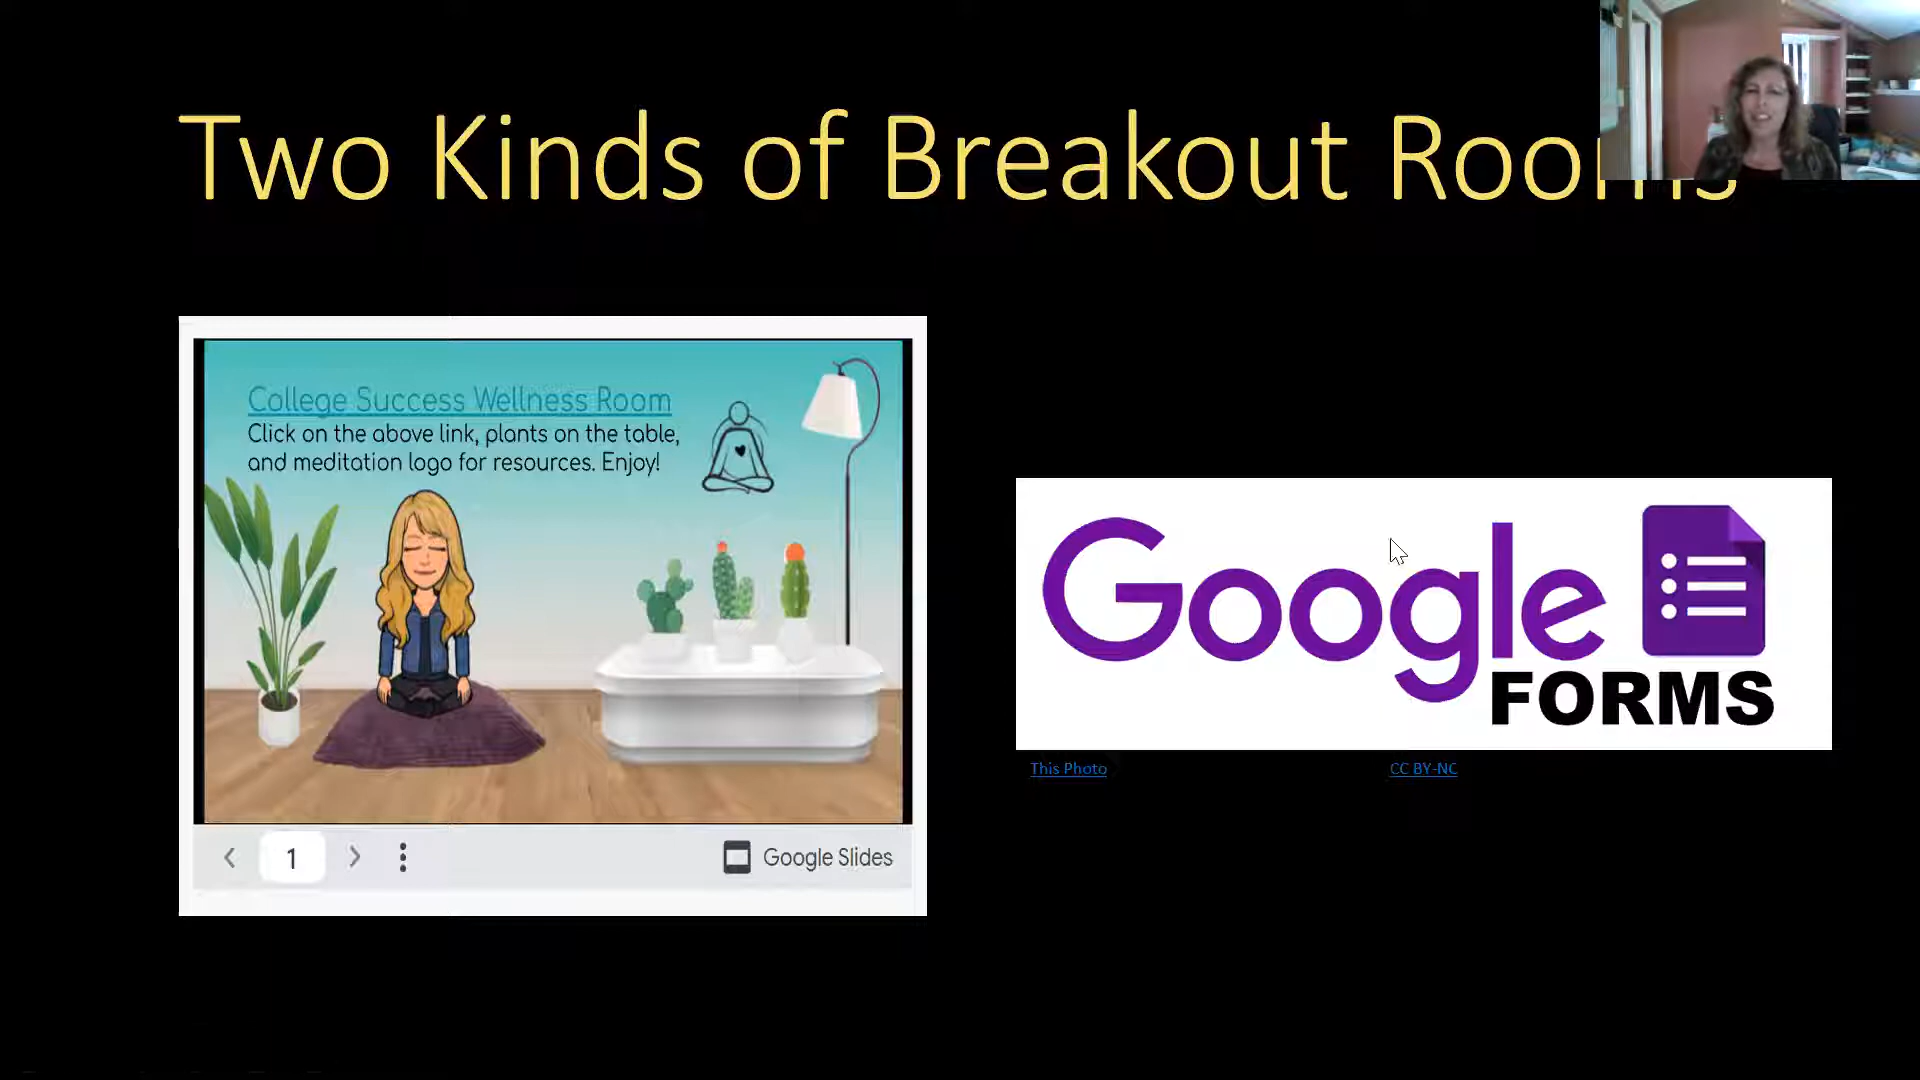 Two Kinds of Breakout Rooms
College Success Wellness Room
Click on the above link, plants on the table,
and meditation logo for resources. Enjoy!
1
Google Slides
Google
FORMS
This Photo
CC BY-NC